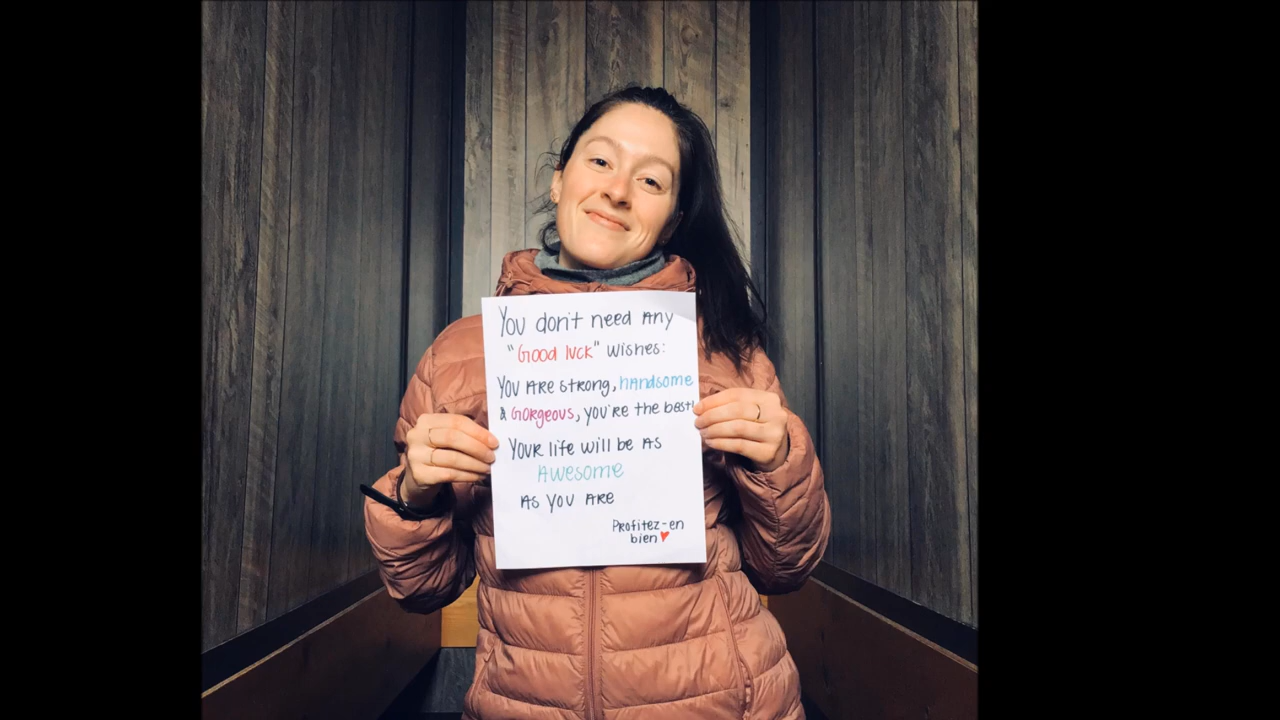 You don't need any
"Good luck" wishes:
You are strong, handsome
& Gorgeous, you're the best!
Your life will be as
Awesome
as you are
Profitez-en
bien ♥